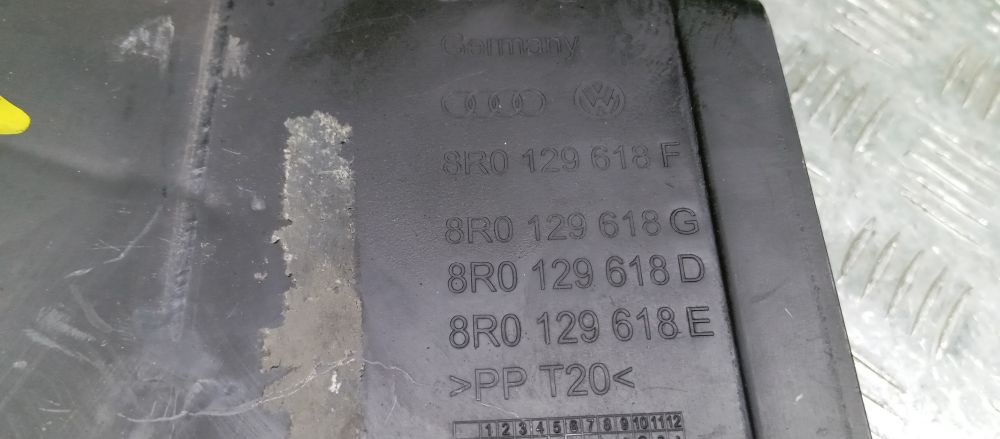 Germany
8R0 129 618 F
8R0 129 618 G
8R0 129 618 D
8R0 129 618 E
>PP T20<
1 2 3 4 5 6 7 8 9 10 11 12